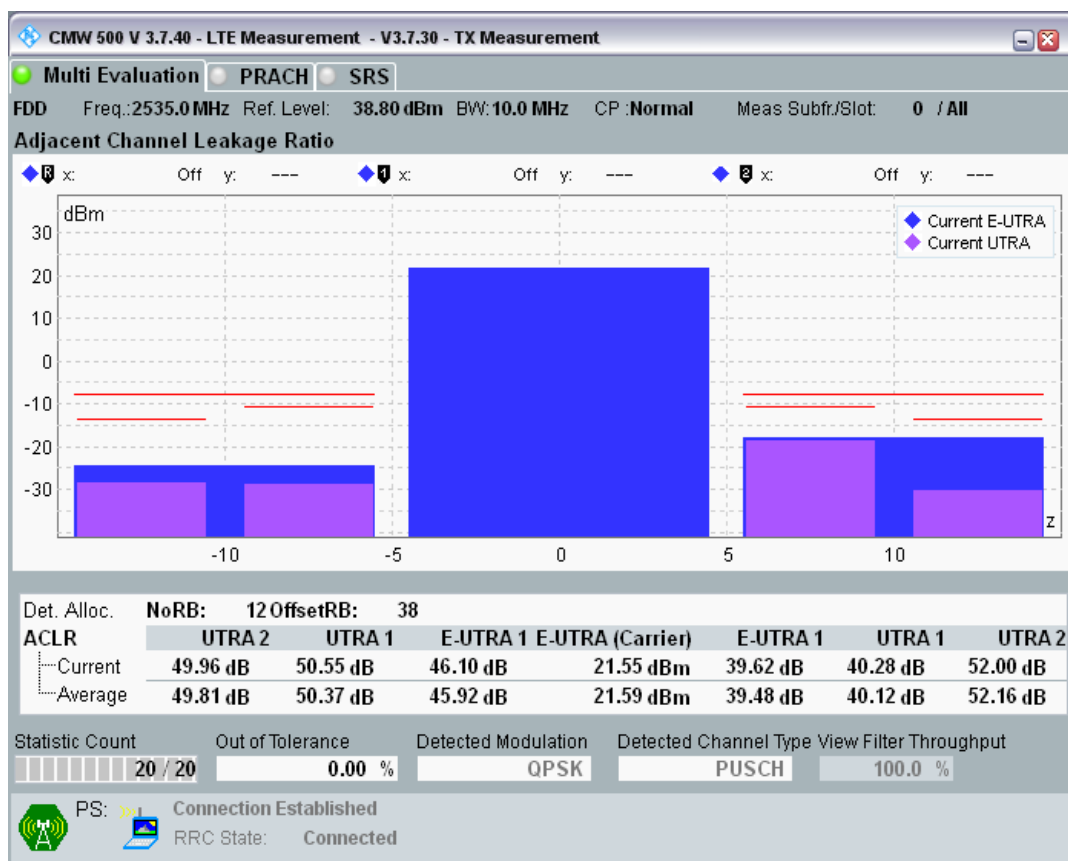 CMW 500 V 3.7.40 - LTE Measurement - V3.7.30 - TX Measurement
Multi Evaluation PRACH SRS
FDD Freq.:2535.0 MHz Ref. Level: 38.80 dBm BW:10.0 MHz CP :Normal Meas Subfr./Slot: 0 / All
Adjacent Channel Leakage Ratio
R x: Off y: --- 1 x: Off y: --- 2 x: Off y: ---
dBm
Current E-UTRA
Current UTRA
30
20
10
0
-10
-20
-30
z
-10 -5 0 5 10
Det. Alloc. NoRB: 12 OffsetRB: 38
ACLR UTRA 2 UTRA 1 E-UTRA 1 E-UTRA (Carrier) E-UTRA 1 UTRA 1 UTRA 2
Current 49.96 dB 50.55 dB 46.10 dB 21.55 dBm 39.62 dB 40.28 dB 52.00 dB
Average 49.81 dB 50.37 dB 45.92 dB 21.59 dBm 39.48 dB 40.12 dB 52.16 dB
Statistic Count Out of Tolerance Detected Modulation Detected Channel Type View Filter Throughput
20 / 20 0.00 % QPSK PUSCH 100.0 %
PS: Connection Established
RRC State: Connected